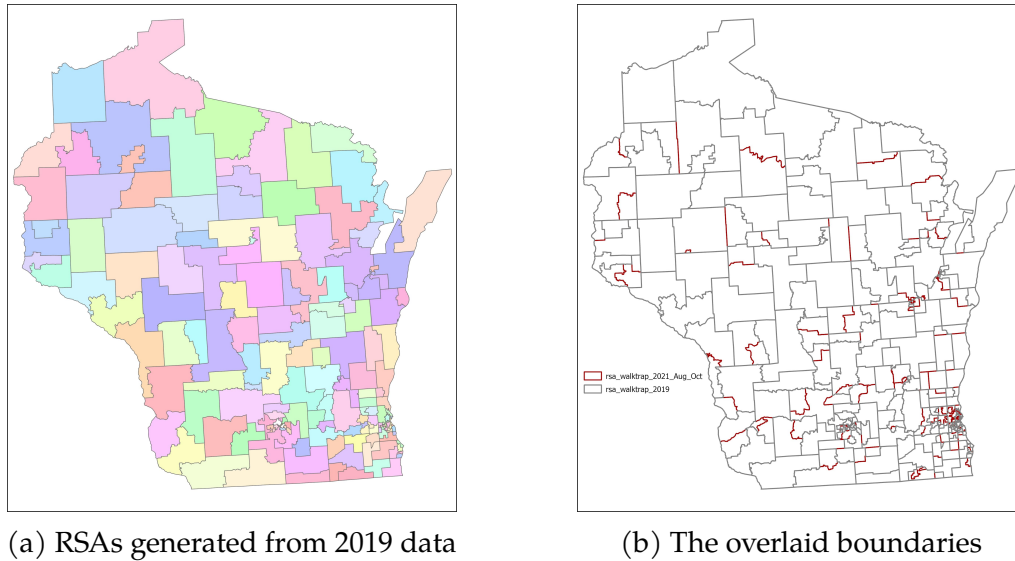 rsa_walktrap_2021_Aug_Oct
rsa_walktrap_2019
(a) RSAs generated from 2019 data
(b) The overlaid boundaries